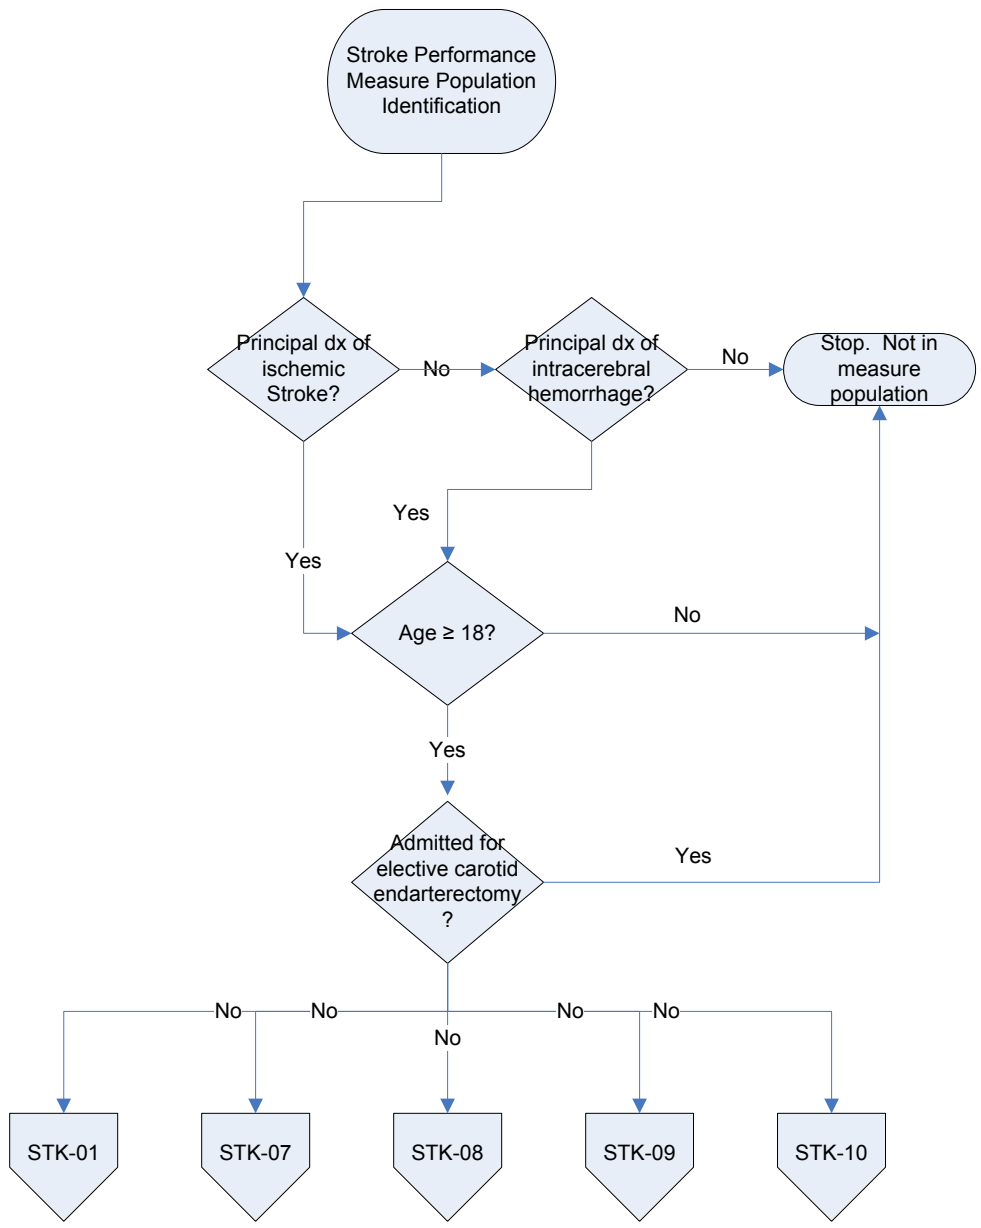 Stroke Performance
Measure Population
Identification
Principal dx of
ischemic
Stroke?
No
Principal dx of
intracerebral
hemorrhage?
No
Stop.  Not in
measure
population
Yes
Yes
Age ≥ 18?
No
Yes
Admitted for
elective carotid
endarterectomy
?
Yes
No
No
No
No
No
STK-01
STK-07
STK-08
STK-09
STK-10